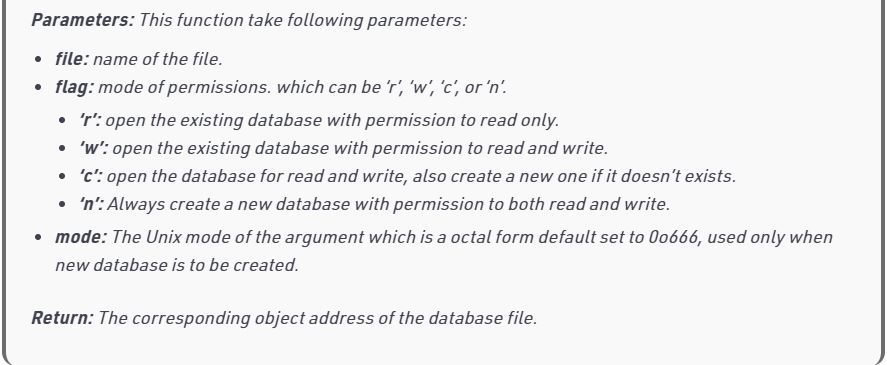 Parameters: This function take following parameters:
• file: name of the file.
• flag: mode of permissions. which can be ‘r’, ‘w’, ‘c’, or ‘n’.
• ‘r’: open the existing database with permission to read only.
• ‘w’: open the existing database with permission to read and write.
• ‘c’: open the database for read and write, also create a new one if it doesn’t exists.
• ‘n’: Always create a new database with permission to both read and write.
• mode: The Unix mode of the argument which is a octal form default set to 0o666, used only when
new database is to be created.
Return: The corresponding object address of the database file.